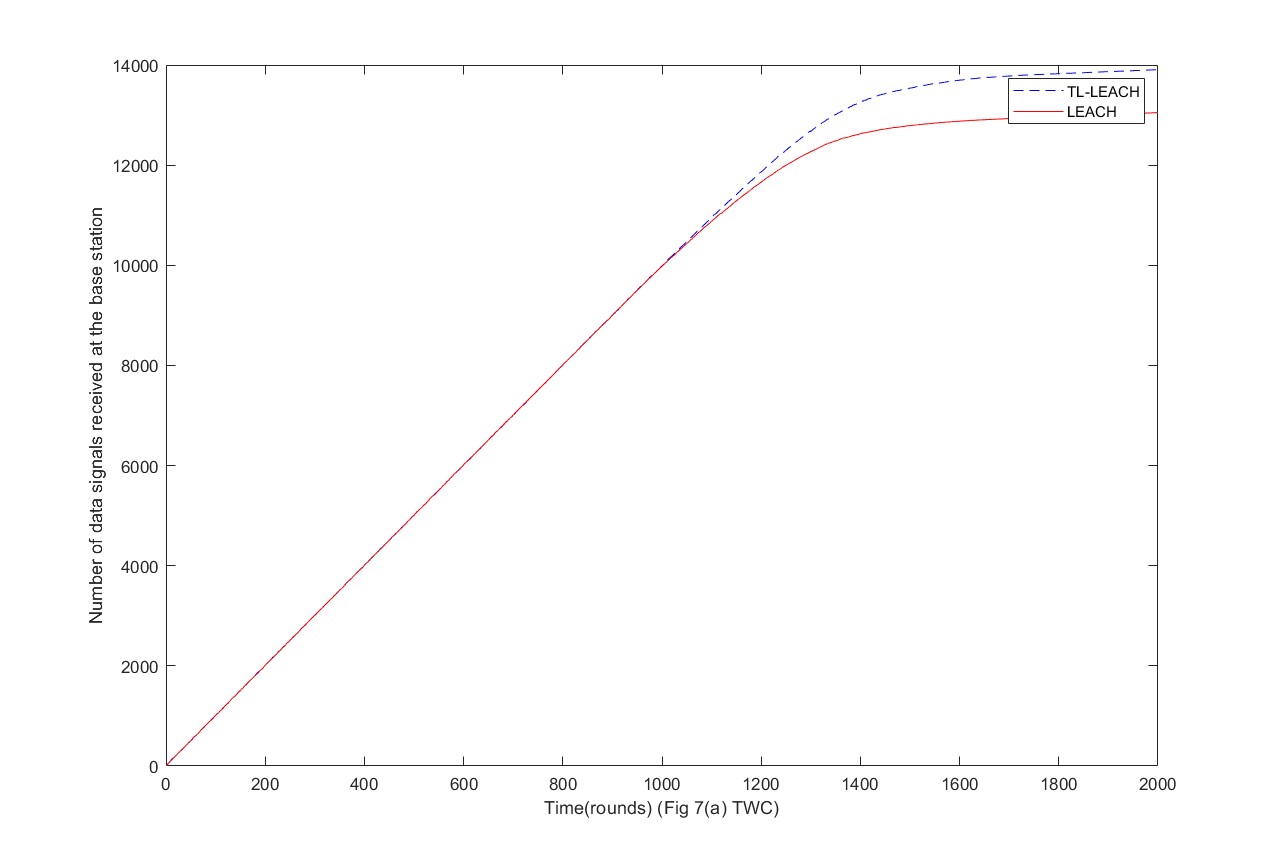 14000
12000
10000
8000
6000
4000
2000
0
Number of data signals received at the base station
TL-LEACH
LEACH
0 200 400 600 800 1000 1200 1400 1600 1800 2000
Time(rounds) (Fig 7(a) TWC)